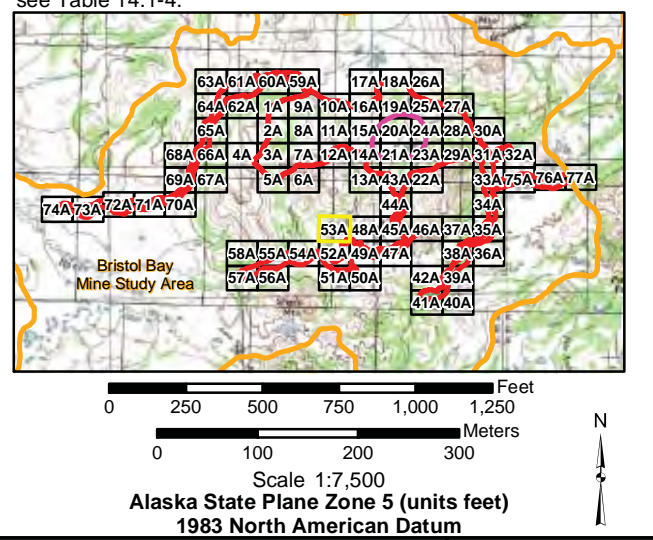 see Table 14.1-4.
63A 61A 60A 59A 17A 18A 26A
64A 62A 1A 9A 10A 16A 19A 25A 27A
65A 2A 8A 11A 15A 20A 24A 28A 30A
68A 66A 4A 3A 7A 12A 14A 21A 23A 29A 31A 32A
69A 67A 5A 6A 13A 43A 22A 33A 75A 76A 77A
74A 73A 72A 71A 70A 44A 34A
53A 48A 45A 46A 37A 35A
58A 55A 54A 52A 49A 47A 38A 36A
Bristol Bay
Mine Study Area
57A 56A 51A 50A 42A 39A
41A 40A
Feet
0 250 500 750 1,000 1,250
Meters
0 100 200 300
N
Scale 1:7,500
Alaska State Plane Zone 5 (units feet)
1983 North American Datum